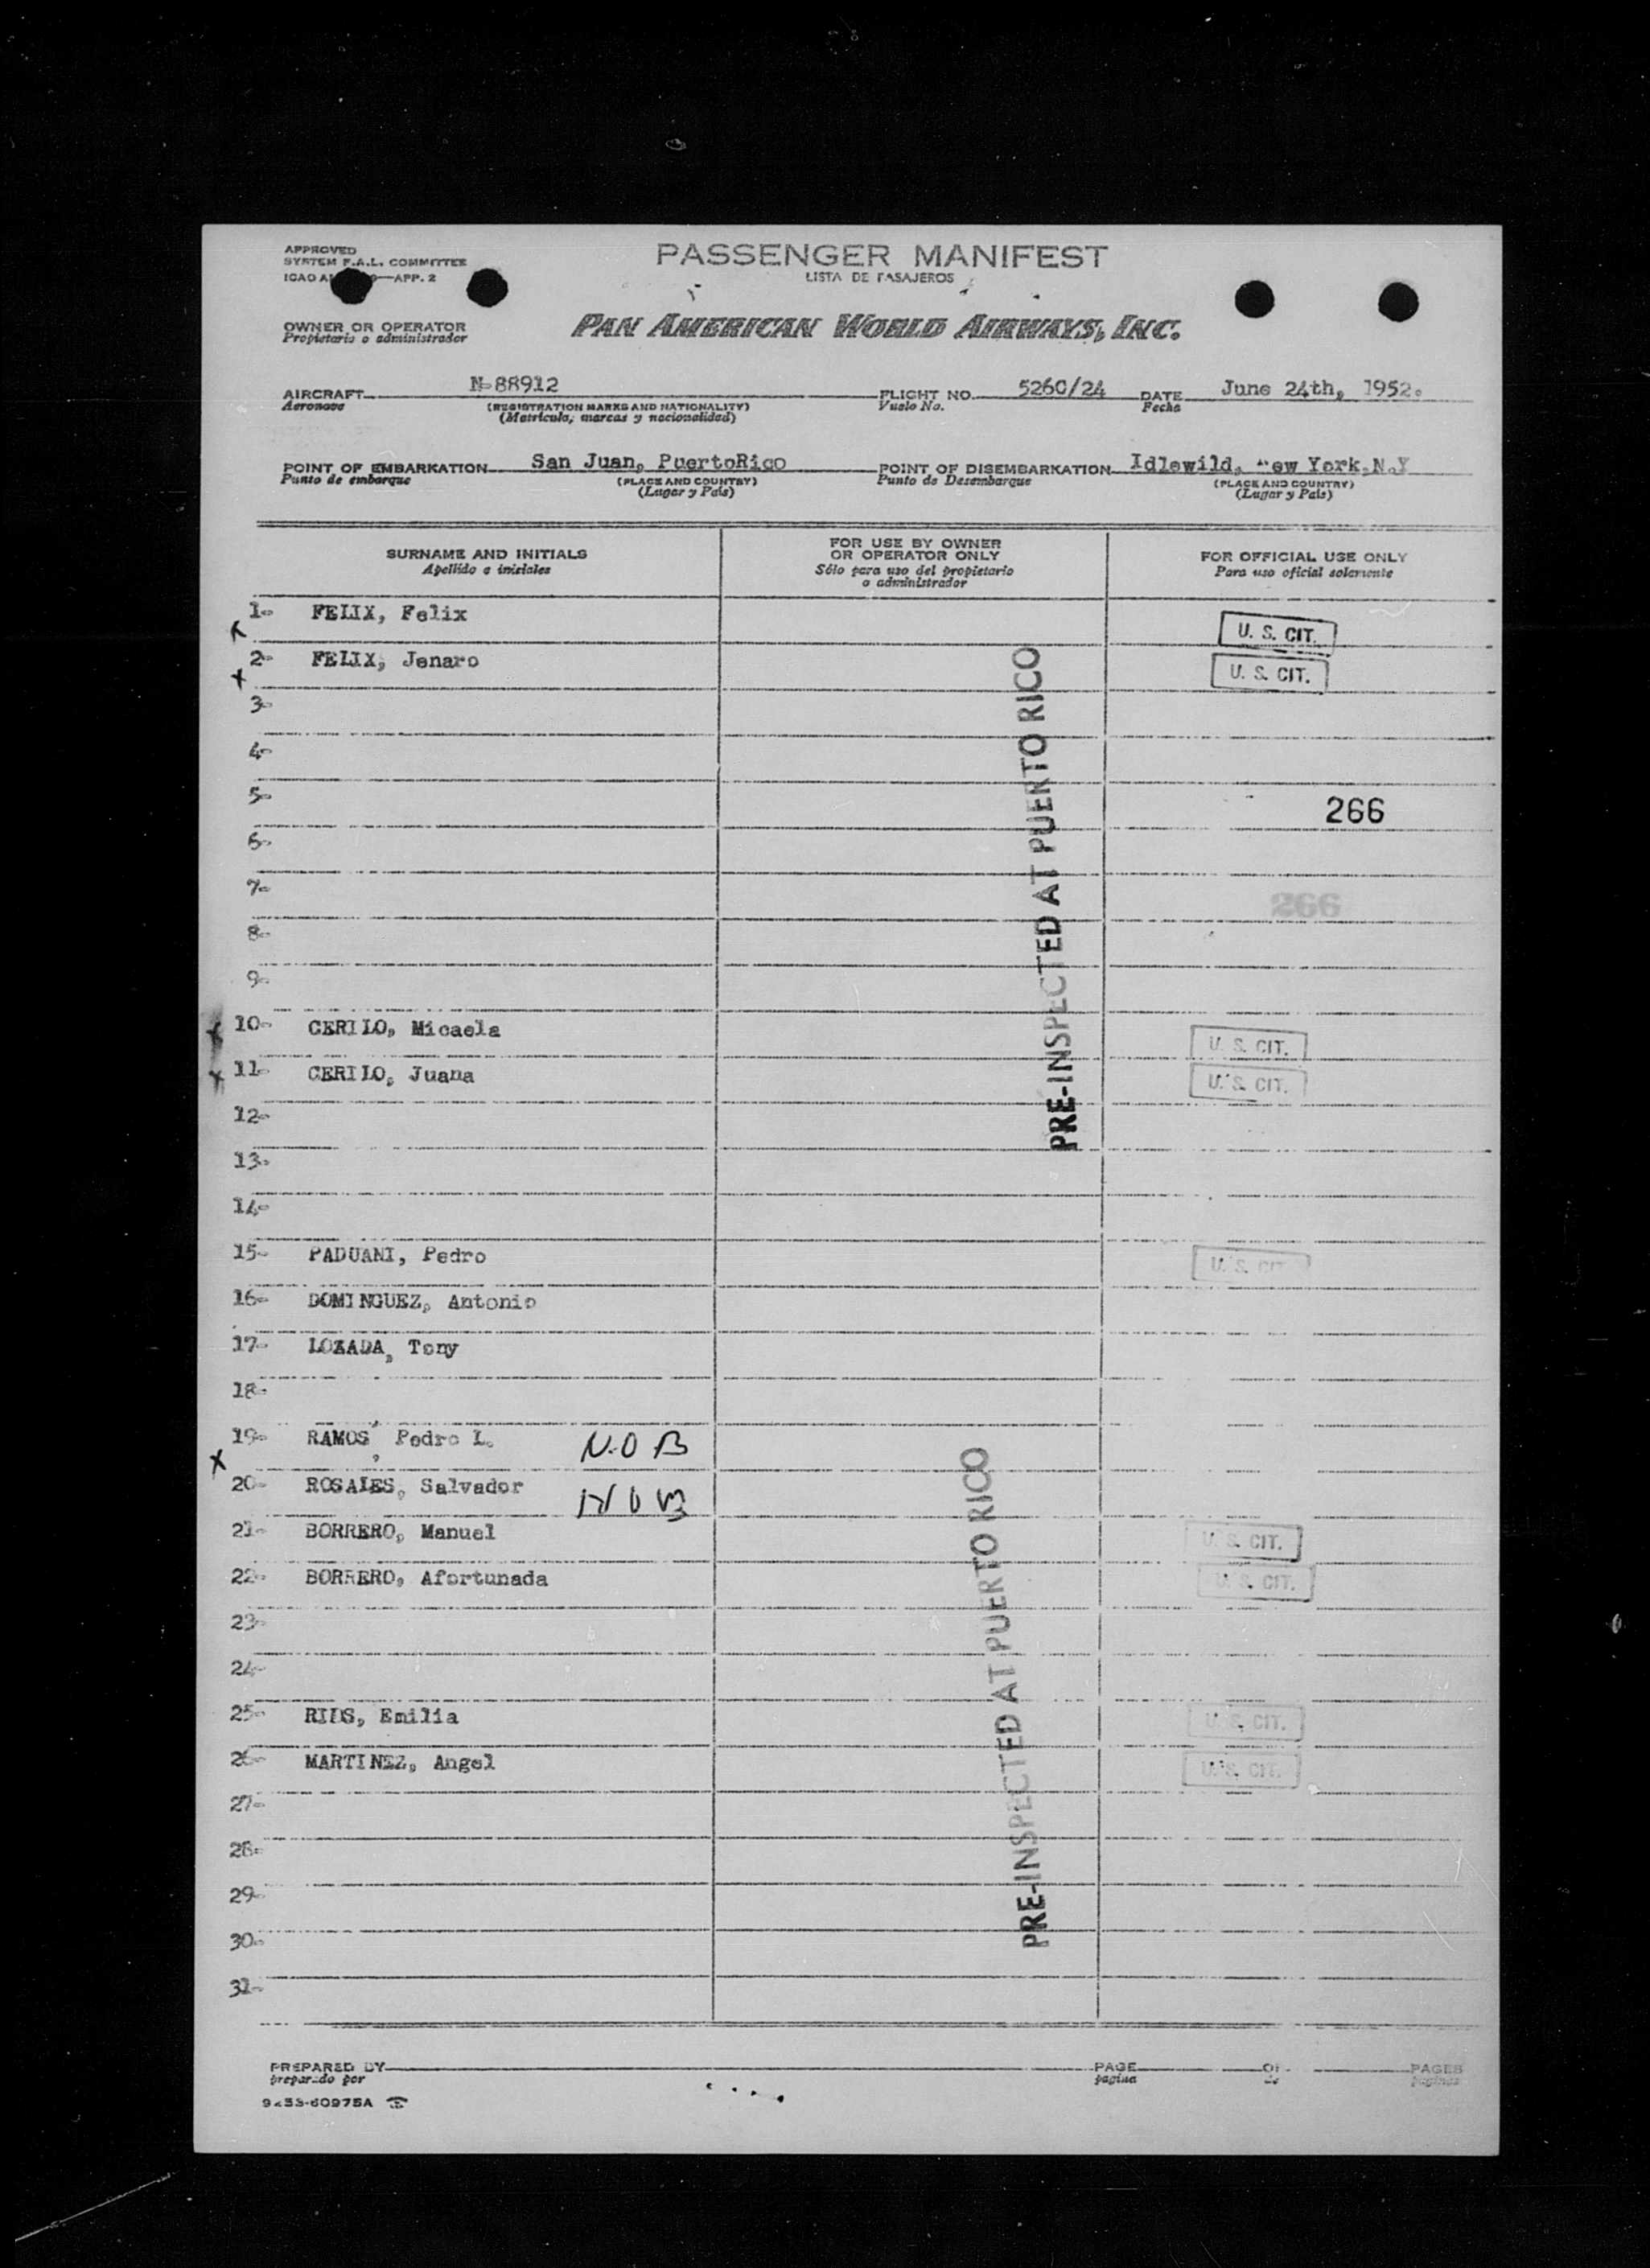 APPROVED
SYSTEM F.A.L. COMMITTEE
ICAO APP. 2
PASSENGER MANIFEST
LISTA DE PASAJEROS
OWNER OR OPERATOR
Propietario o administrador
PAN AMERICAN WORLD AIRWAYS, INC.
AIRCRAFT N-88912 FLIGHT NO. 5260/24 DATE June 24th, 1952.
Aeronave (REGISTRATION MARKS AND NATIONALITY) Vuelo No. Fecha
(Matricula, marcas y nacionalidad)
POINT OF EMBARKATION San Juan, PuertoRico POINT OF DISEMBARKATION Idlewild, New York,N.Y
Punto de embarque (PLACE AND COUNTRY) Punto de Desembarque (PLACE AND COUNTRY)
(Lugar y País) (Lugar y País)
SURNAME AND INITIALS
Apellido e iniciales
FOR USE BY OWNER
OR OPERATOR ONLY
Sólo para uso del propietario
o administrador
FOR OFFICIAL USE ONLY
Para uso oficial solamente
1- FELIX, Felix U. S. CIT.
x
2- FELIX, Jenaro U. S. CIT.
x
3-
4-
5- 266
6-
7- 266
8-
9-
x 10- CERILO, Micaela U. S. CIT.
x 11- CERILO, Juana U. S. CIT.
12-
13-
14-
PRE-INSPECTED AT PUERTO RICO
15- PADUANI, Pedro U. S. CIT
16- DOMINGUEZ, Antonio
17- LOZADA, Tony
18-
19- RAMOS, Pedro L. N.O B
x
20- ROSALES, Salvador N O B
21- BORRERO, Manuel U. S. CIT.
22- BORRERO, Afortunada U. S. CIT.
23-
24-
25- RIOS, Emilia U. S. CIT.
26- MARTINEZ, Angel U. S. CIT.
27-
28-
29-
30-
31-
PRE-INSPECTED AT PUERTO RICO
PREPARED BY PAGE OF PAGES
preparado por pagina de paginas